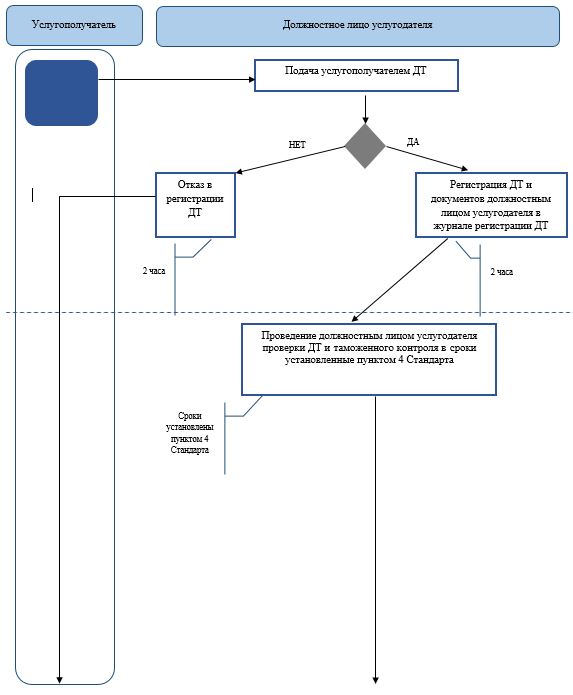 Услугополучатель
Должностное лицо услугодателя
Подача услугополучателем ДТ
НЕТ
ДА
Отказ в
регистрации
ДТ
Регистрация ДТ и
документов должностным
лицом услугодателя в
журнале регистрации ДТ
2 часа
2 часа
Проведение должностным лицом услугодателя
проверки ДТ и таможенного контроля в сроки
установленные пунктом 4 Стандарта
Сроки
установлены
пунктом 4
Стандарта